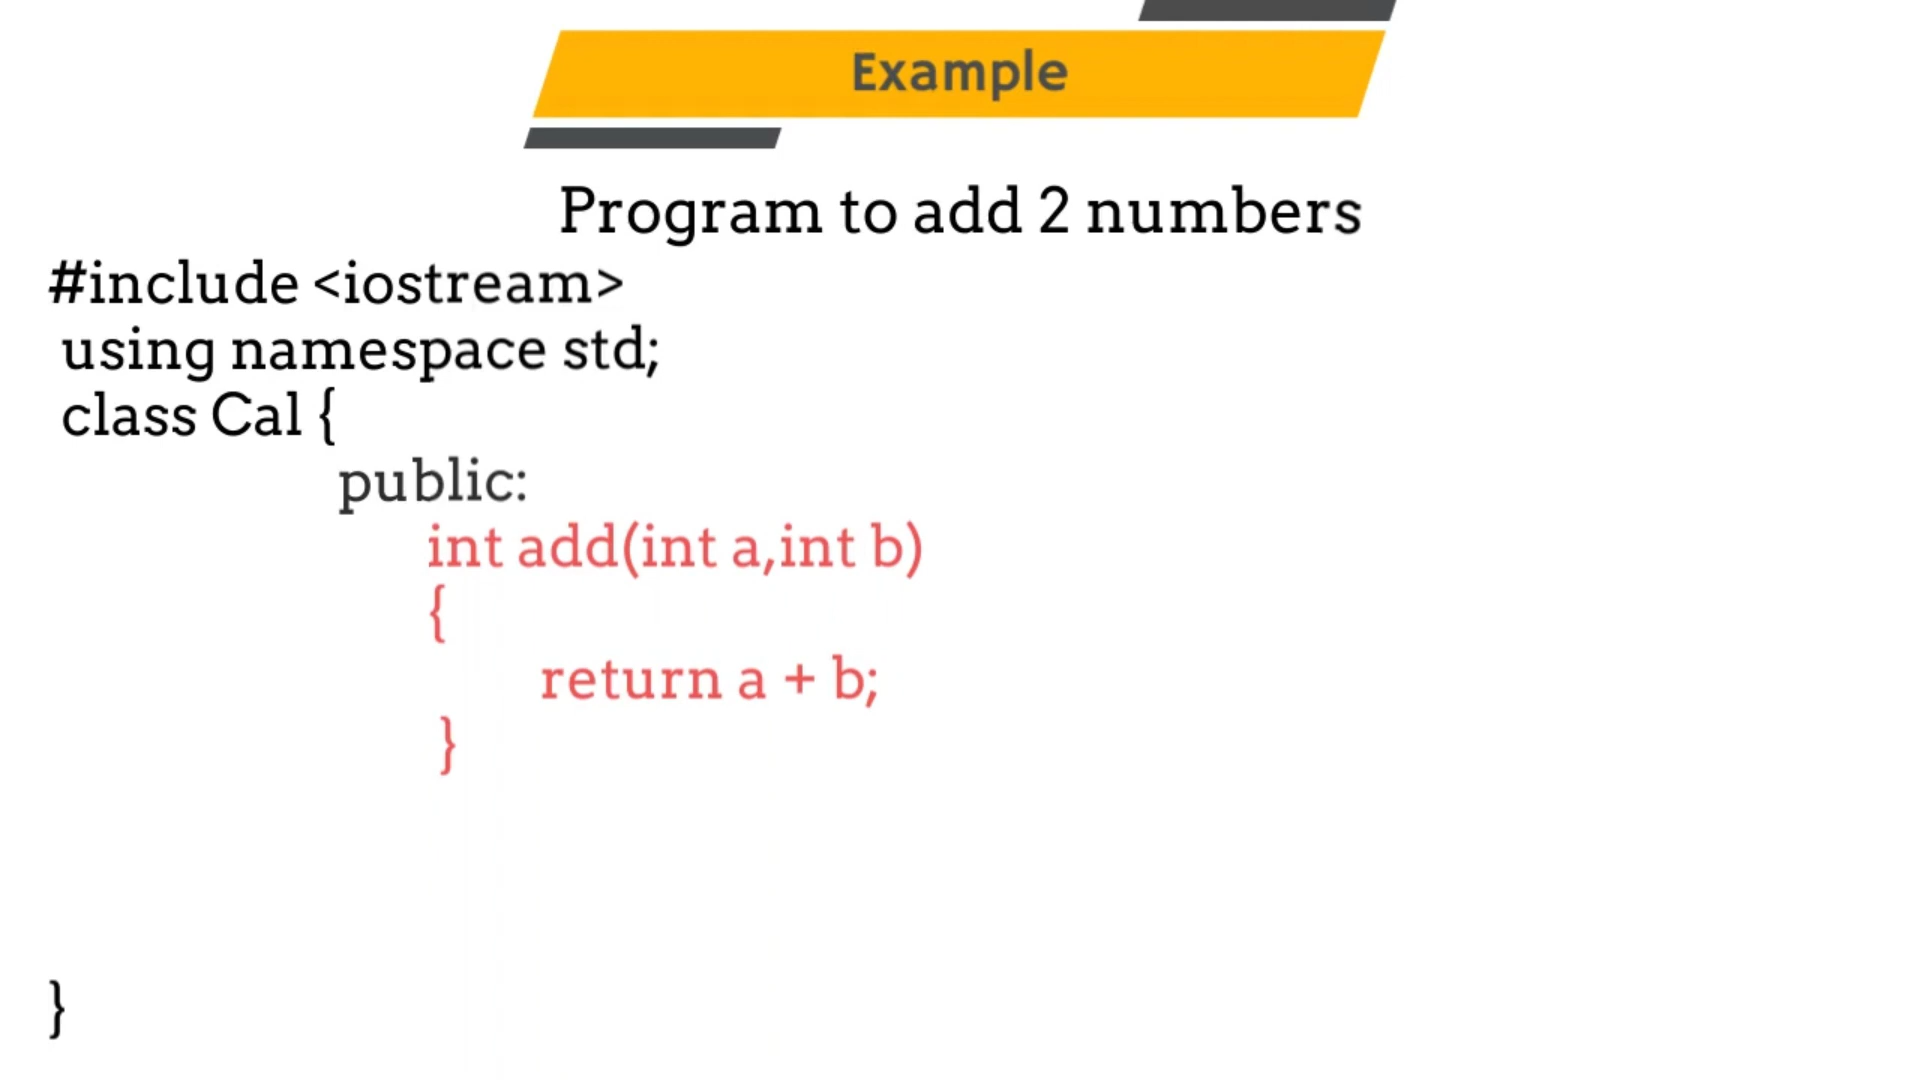 Example
Program to add 2 numbers
#include <iostream>
using namespace std;
class Cal {
public:
int add(int a,int b)
{
return a + b;
}
}